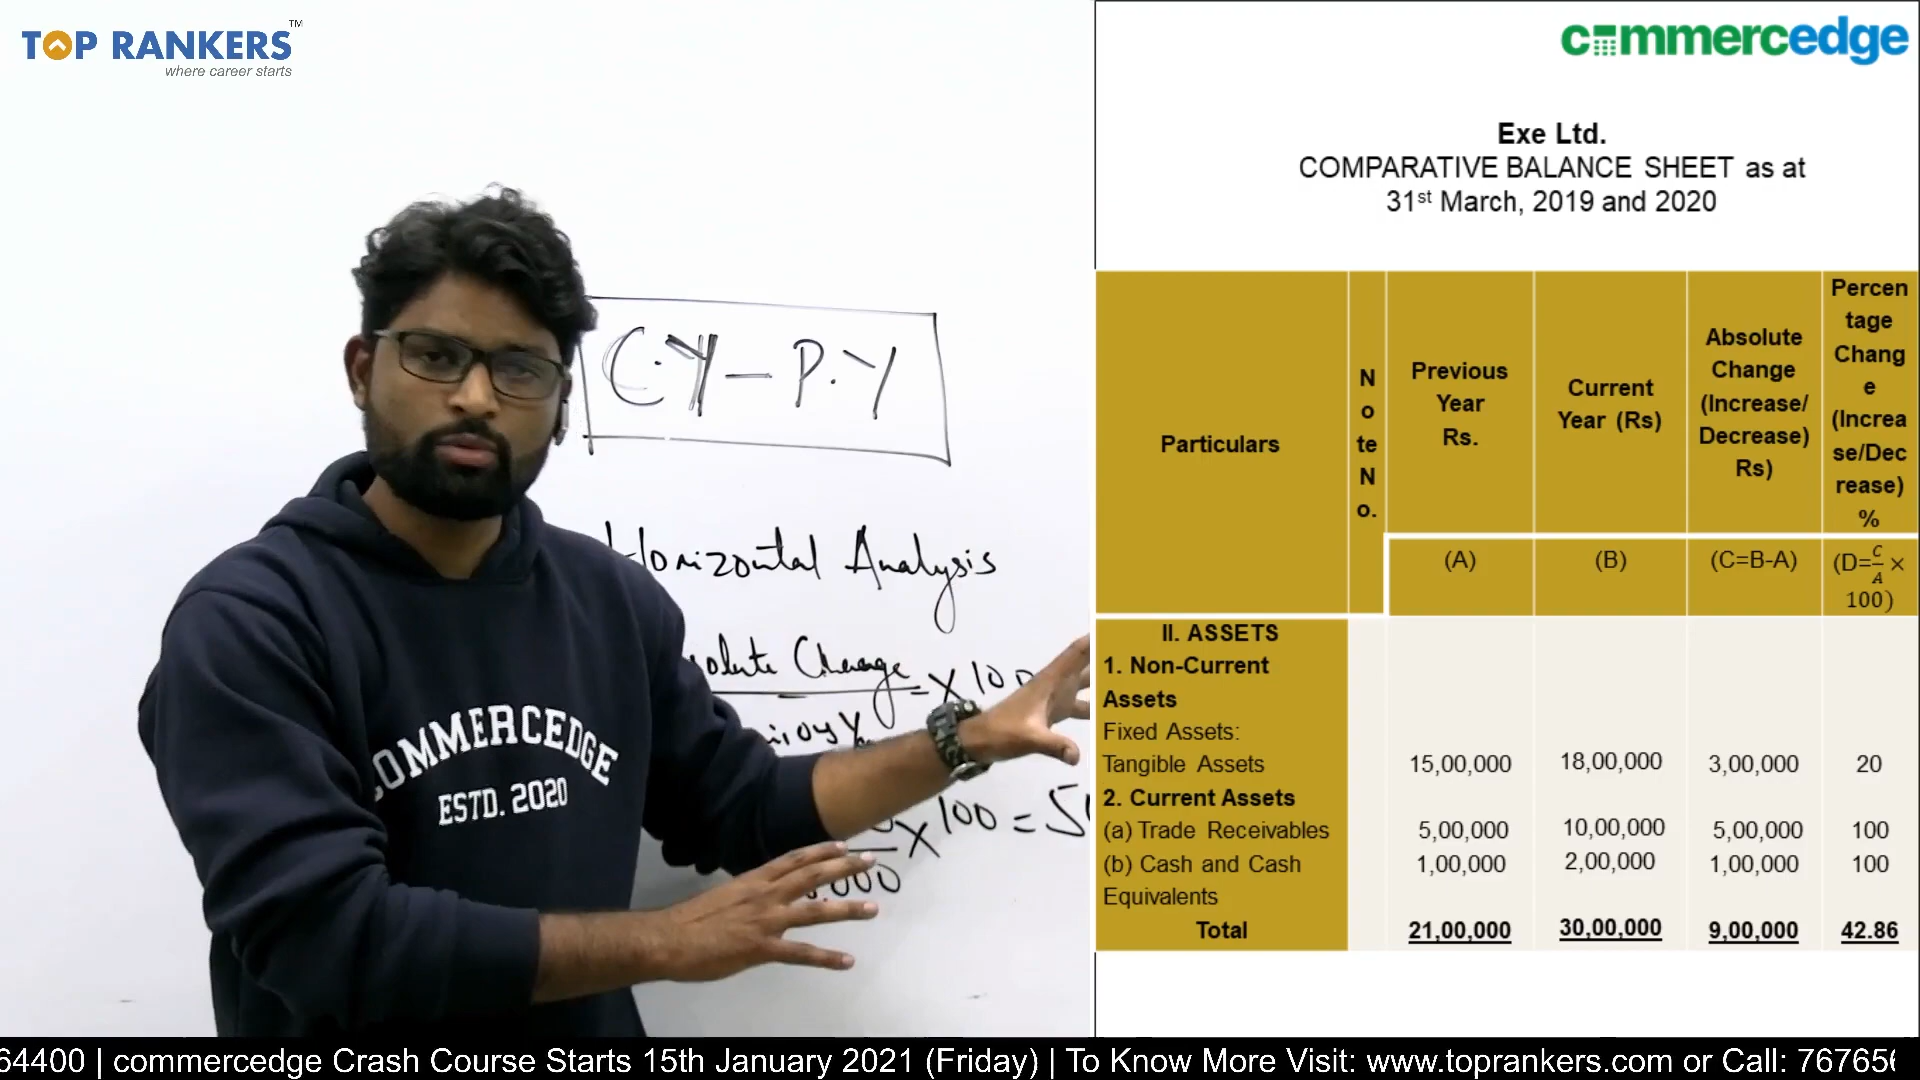 TOP RANKERS™
where career starts
commercedge
Exe Ltd.
COMPARATIVE BALANCE SHEET as at
31st March, 2019 and 2020
Particulars
Note No.
Previous Year Rs.
Current Year (Rs)
Absolute Change (Increase/ Decrease) Rs)
Percentage Change (Increase/Decrease) %
(A) (B) (C=B-A) (D=C/A × 100)
II. ASSETS
1. Non-Current
Assets
Fixed Assets:
Tangible Assets 15,00,000 18,00,000 3,00,000 20
2. Current Assets
(a) Trade Receivables 5,00,000 10,00,000 5,00,000 100
(b) Cash and Cash 1,00,000 2,00,000 1,00,000 100
Equivalents
Total 21,00,000 30,00,000 9,00,000 42.86
C.Y – P.Y
Horizontal Analysis
Change × 100
× 100 =
COMMERCEDGE
ESTD. 2020
64400 | commercedge Crash Course Starts 15th January 2021 (Friday) | To Know More Visit: www.toprankers.com or Call: 767656